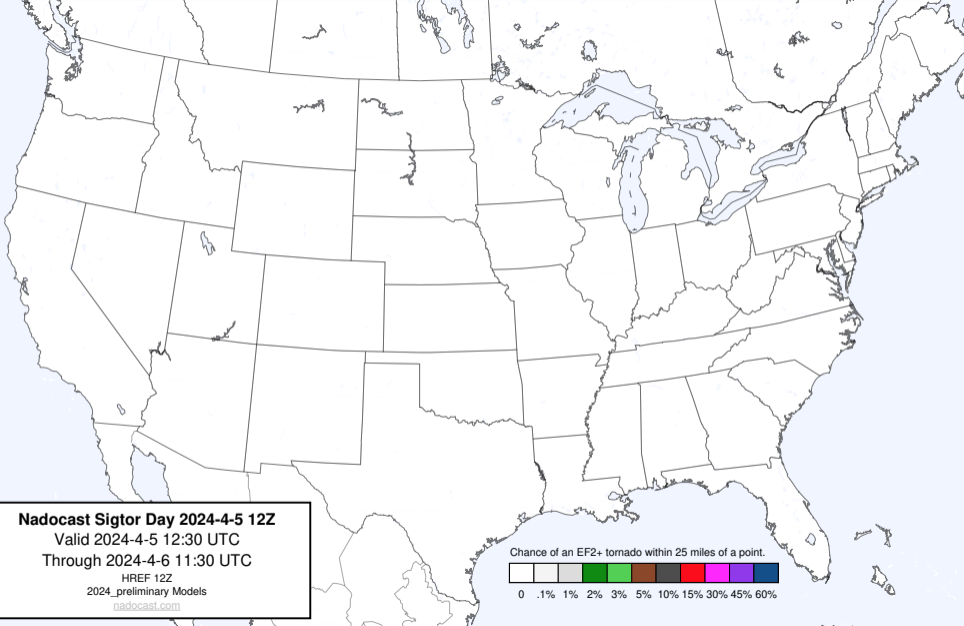 Nadocast Sigtor Day 2024-4-5 12Z
Valid 2024-4-5 12:30 UTC
Through 2024-4-6 11:30 UTC
HREF 12Z
2024_preliminary Models
nadocast.com
Chance of an EF2+ tornado within 25 miles of a point.
0 .1% 1% 2% 3% 5% 10% 15% 30% 45% 60%